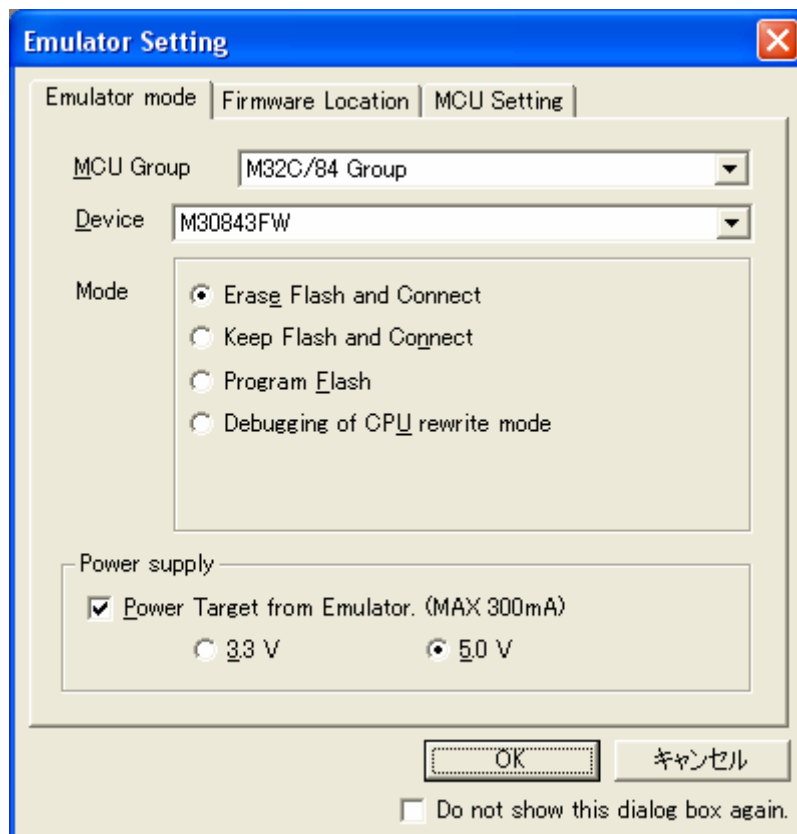 Emulator Setting
Emulator mode Firmware Location MCU Setting
MCU Group M32C/84 Group
Device M30843FW
Mode
Erase Flash and Connect
Keep Flash and Connect
Program Flash
Debugging of CPU rewrite mode
Power supply
Power Target from Emulator. (MAX 300mA)
3.3 V 5.0 V
OK キャンセル
Do not show this dialog box again.